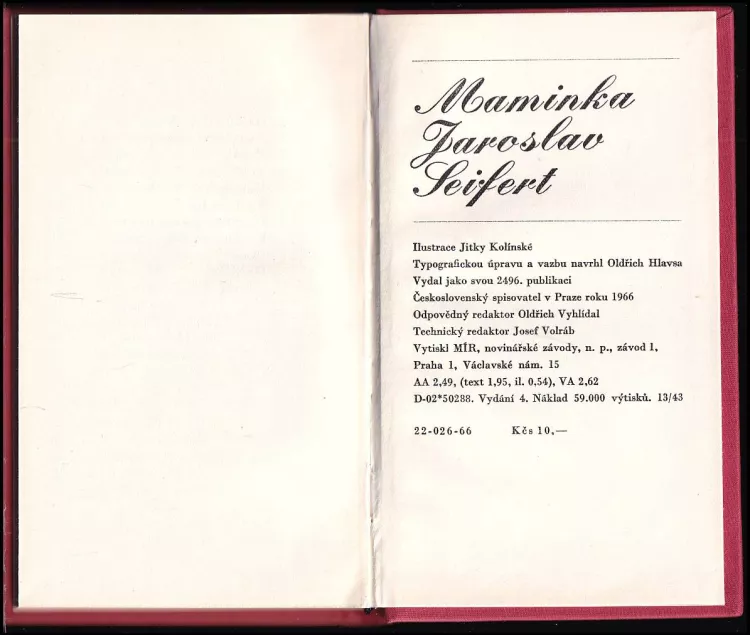 Maminka
Jaroslav
Seifert
Ilustrace Jitky Kolínské
Typografickou úpravu a vazbu navrhl Oldřich Hlavsa
Vydal jako svou 2496. publikaci
Československý spisovatel v Praze roku 1966
Odpovědný redaktor Oldřich Vyhlídal
Technický redaktor Josef Volráb
Vytiskl MÍR, novinářské závody, n. p., závod 1,
Praha 1, Václavské nám. 15
AA 2,49, (text 1,95, il. 0,54), VA 2,62
D-02*50288. Vydání 4. Náklad 59.000 výtisků. 13/43
22-026-66 Kčs 10,—